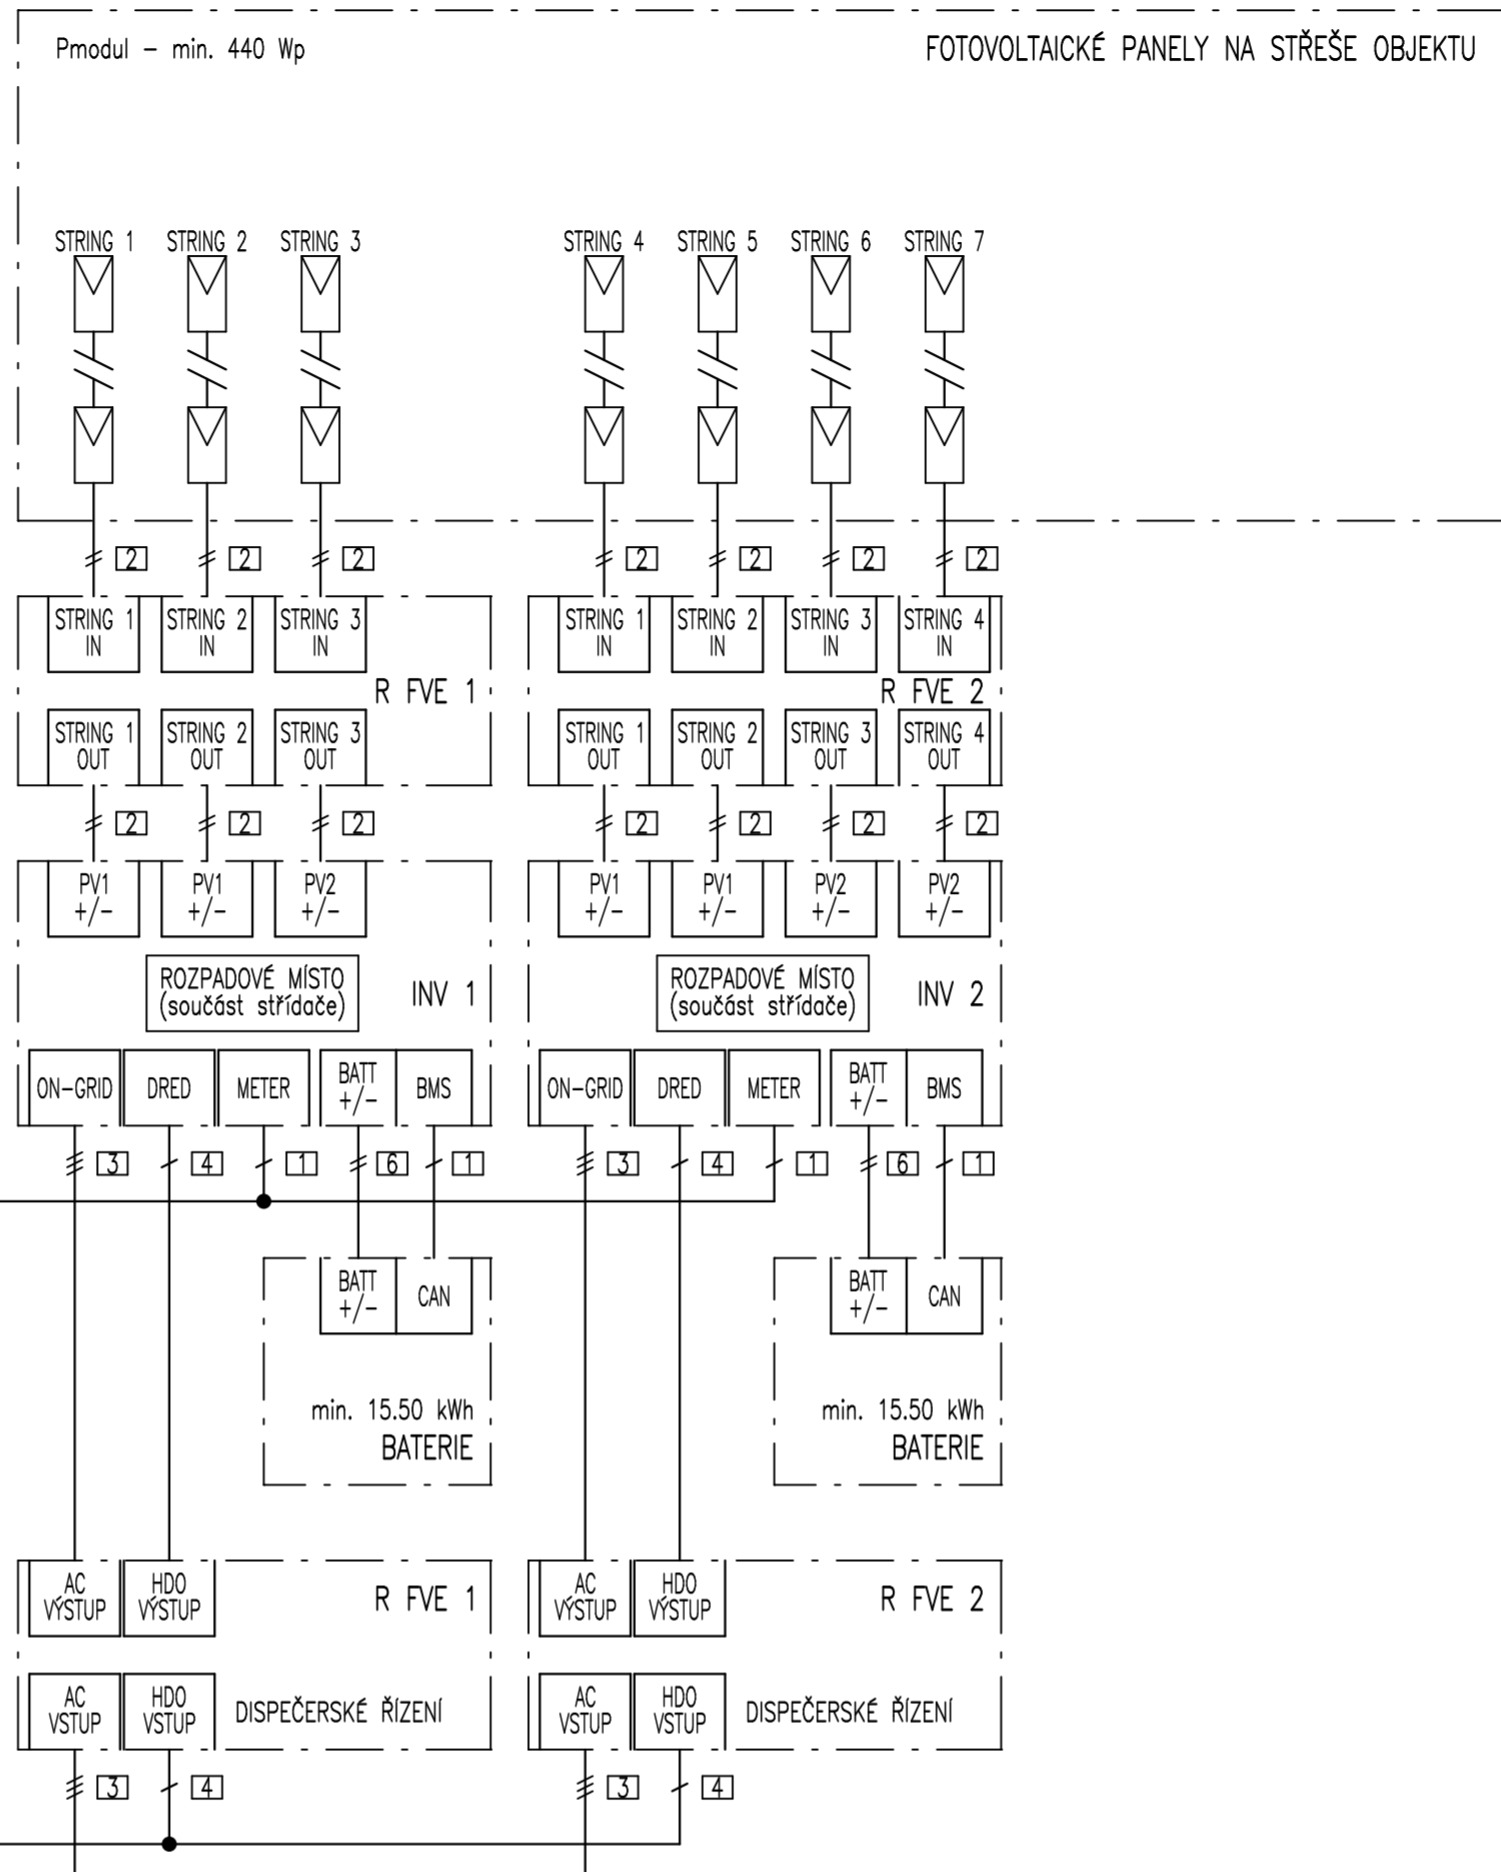 Pmodul – min. 440 Wp
FOTOVOLTAICKÉ PANELY NA STŘEŠE OBJEKTU
STRING 1 STRING 2 STRING 3 STRING 4 STRING 5 STRING 6 STRING 7
2 2 2 2 2 2 2
STRING 1 STRING 2 STRING 3 STRING 1 STRING 2 STRING 3 STRING 4
IN IN IN IN IN IN IN
R FVE 1 R FVE 2
STRING 1 STRING 2 STRING 3 STRING 1 STRING 2 STRING 3 STRING 4
OUT OUT OUT OUT OUT OUT OUT
2 2 2 2 2 2 2
PV1 PV1 PV2 PV1 PV1 PV2 PV2
+/– +/– +/– +/– +/– +/– +/–
ROZPADOVÉ MÍSTO
(součást střídače)
INV 1
ROZPADOVÉ MÍSTO
(součást střídače)
INV 2
ON–GRID DRED METER BATT +/– BMS
ON–GRID DRED METER BATT +/– BMS
3 4 1 6 1 3 4 1 6 1
BATT +/– CAN
BATT +/– CAN
min. 15.50 kWh
BATERIE
min. 15.50 kWh
BATERIE
AC VÝSTUP HDO VÝSTUP R FVE 1
AC VÝSTUP HDO VÝSTUP R FVE 2
AC VSTUP HDO VSTUP DISPEČERSKÉ ŘÍZENÍ
AC VSTUP HDO VSTUP DISPEČERSKÉ ŘÍZENÍ
3 4 3 4